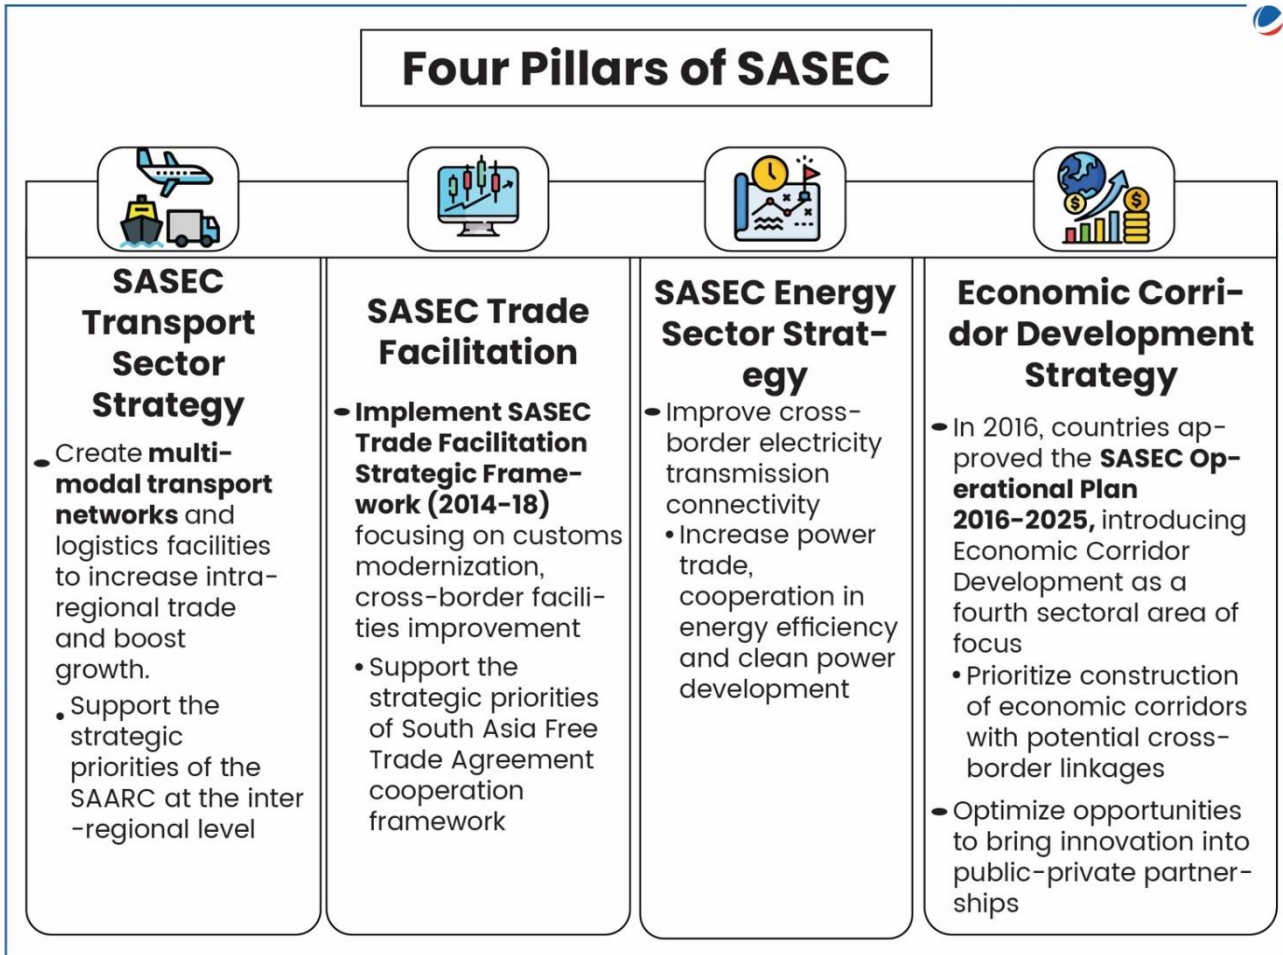 Four Pillars of SASEC
SASEC
Transport
Sector
Strategy
Create multi-
modal transport
networks and
logistics facilities
to increase intra-
regional trade
and boost
growth.
Support the
strategic
priorities of the
SAARC at the inter
-regional level
SASEC Trade
Facilitation
Implement SASEC
Trade Facilitation
Strategic Frame-
work (2014-18)
focusing on customs
modernization,
cross-border facili-
ties improvement
• Support the
strategic priorities
of South Asia Free
Trade Agreement
cooperation
framework
SASEC Energy
Sector Strat-
egy
Improve cross-
border electricity
transmission
connectivity
• Increase power
trade,
cooperation in
energy efficiency
and clean power
development
Economic Corri-
dor Development
Strategy
In 2016, countries ap-
proved the SASEC Op-
erational Plan
2016-2025, introducing
Economic Corridor
Development as a
fourth sectoral area of
focus
• Prioritize construction
of economic corridors
with potential cross-
border linkages
Optimize opportunities
to bring innovation into
public-private partner-
ships